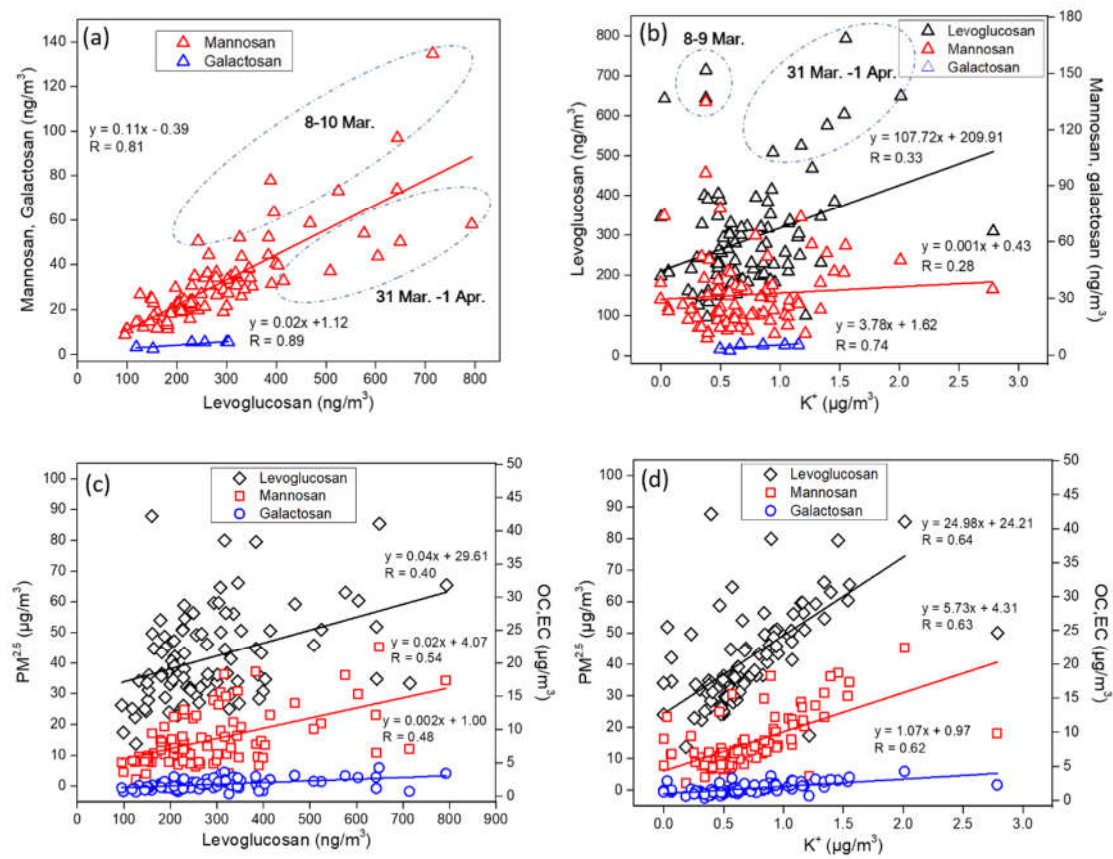 (a)
Mannosan
Galactosan
8-10 Mar.
y = 0.11x - 0.39
R = 0.81
31 Mar. -1 Apr.
y = 0.02x +1.12
R = 0.89
Mannosan, Galactosan (ng/m3)
0
20
40
60
80
100
120
140
0 100 200 300 400 500 600 700 800
Levoglucosan (ng/m3)
(b)
8-9 Mar.
31 Mar. -1 Apr.
Levoglucosan
Mannosan
Galactosan
y = 107.72x + 209.91
R = 0.33
y = 0.001x + 0.43
R = 0.28
y = 3.78x + 1.62
R = 0.74
Levoglucosan (ng/m3)
0
100
200
300
400
500
600
700
800
Mannosan, galactosan (ng/m3)
0
30
60
90
120
150
180
0.0 0.5 1.0 1.5 2.0 2.5 3.0
K+ (µg/m3)
(c)
Levoglucosan
Mannosan
Galactosan
y = 0.04x + 29.61
R = 0.40
y = 0.02x + 4.07
R = 0.54
y = 0.002x + 1.00
R = 0.48
PM2.5 (µg/m3)
0
10
20
30
40
50
60
70
80
90
100
OC,EC (µg/m3)
0
5
10
15
20
25
30
35
40
45
50
0 100 200 300 400 500 600 700 800 900
Levoglucosan (ng/m3)
(d)
Levoglucosan
Mannosan
Galactosan
y = 24.98x + 24.21
R = 0.64
y = 5.73x + 4.31
R = 0.63
y = 1.07x + 0.97
R = 0.62
PM2.5 (µg/m3)
0
10
20
30
40
50
60
70
80
90
100
OC,EC (µg/m3)
0
5
10
15
20
25
30
35
40
45
50
0.0 0.5 1.0 1.5 2.0 2.5 3.0
K+ (µg/m3)